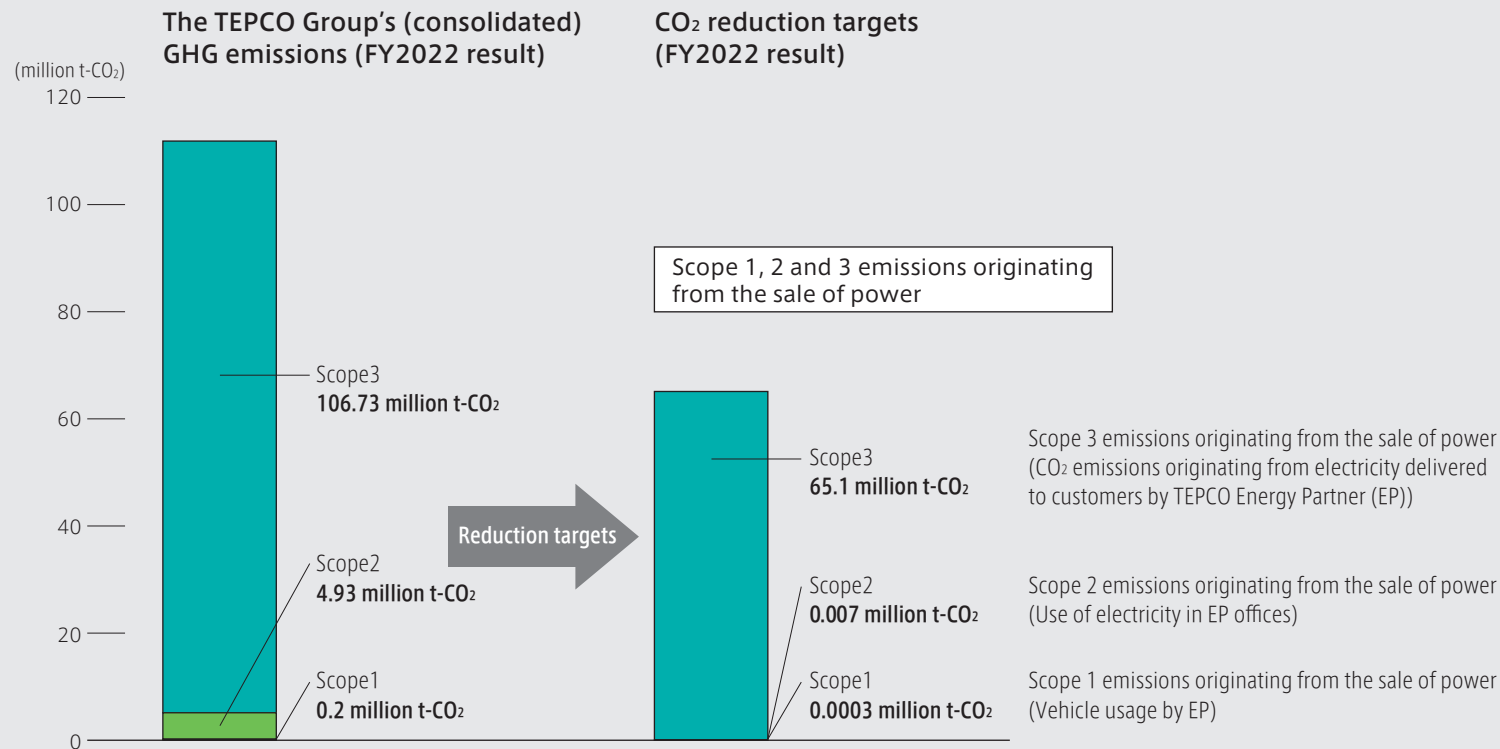 The TEPCO Group's (consolidated)
GHG emissions (FY2022 result)
CO₂ reduction targets
(FY2022 result)
(million t-CO₂)
120
100
80
60
40
20
0
Scope3
106.73 million t-CO₂
Scope2
4.93 million t-CO₂
Scope1
0.2 million t-CO₂
Reduction targets
Scope 1, 2 and 3 emissions originating
from the sale of power
Scope3
65.1 million t-CO₂
Scope 3 emissions originating from the sale of power
(CO₂ emissions originating from electricity delivered
to customers by TEPCO Energy Partner (EP))
Scope2
0.007 million t-CO₂
Scope 2 emissions originating from the sale of power
(Use of electricity in EP offices)
Scope1
0.0003 million t-CO₂
Scope 1 emissions originating from the sale of power
(Vehicle usage by EP)